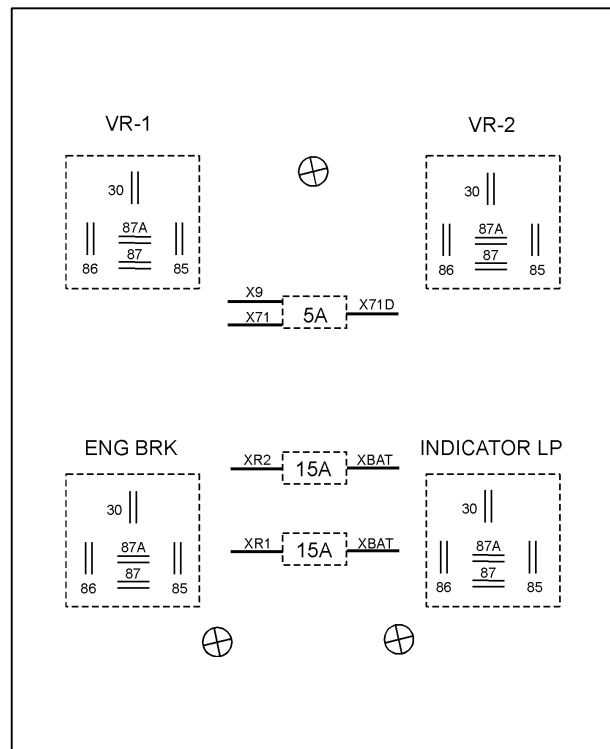 VR-1
VR-2
30
87A
87
86
85
30
87A
87
86
85
X9
X71
5A
X71D
ENG BRK
INDICATOR LP
XR2
15A
XBAT
30
87A
87
86
85
30
87A
87
86
85
XR1
15A
XBAT